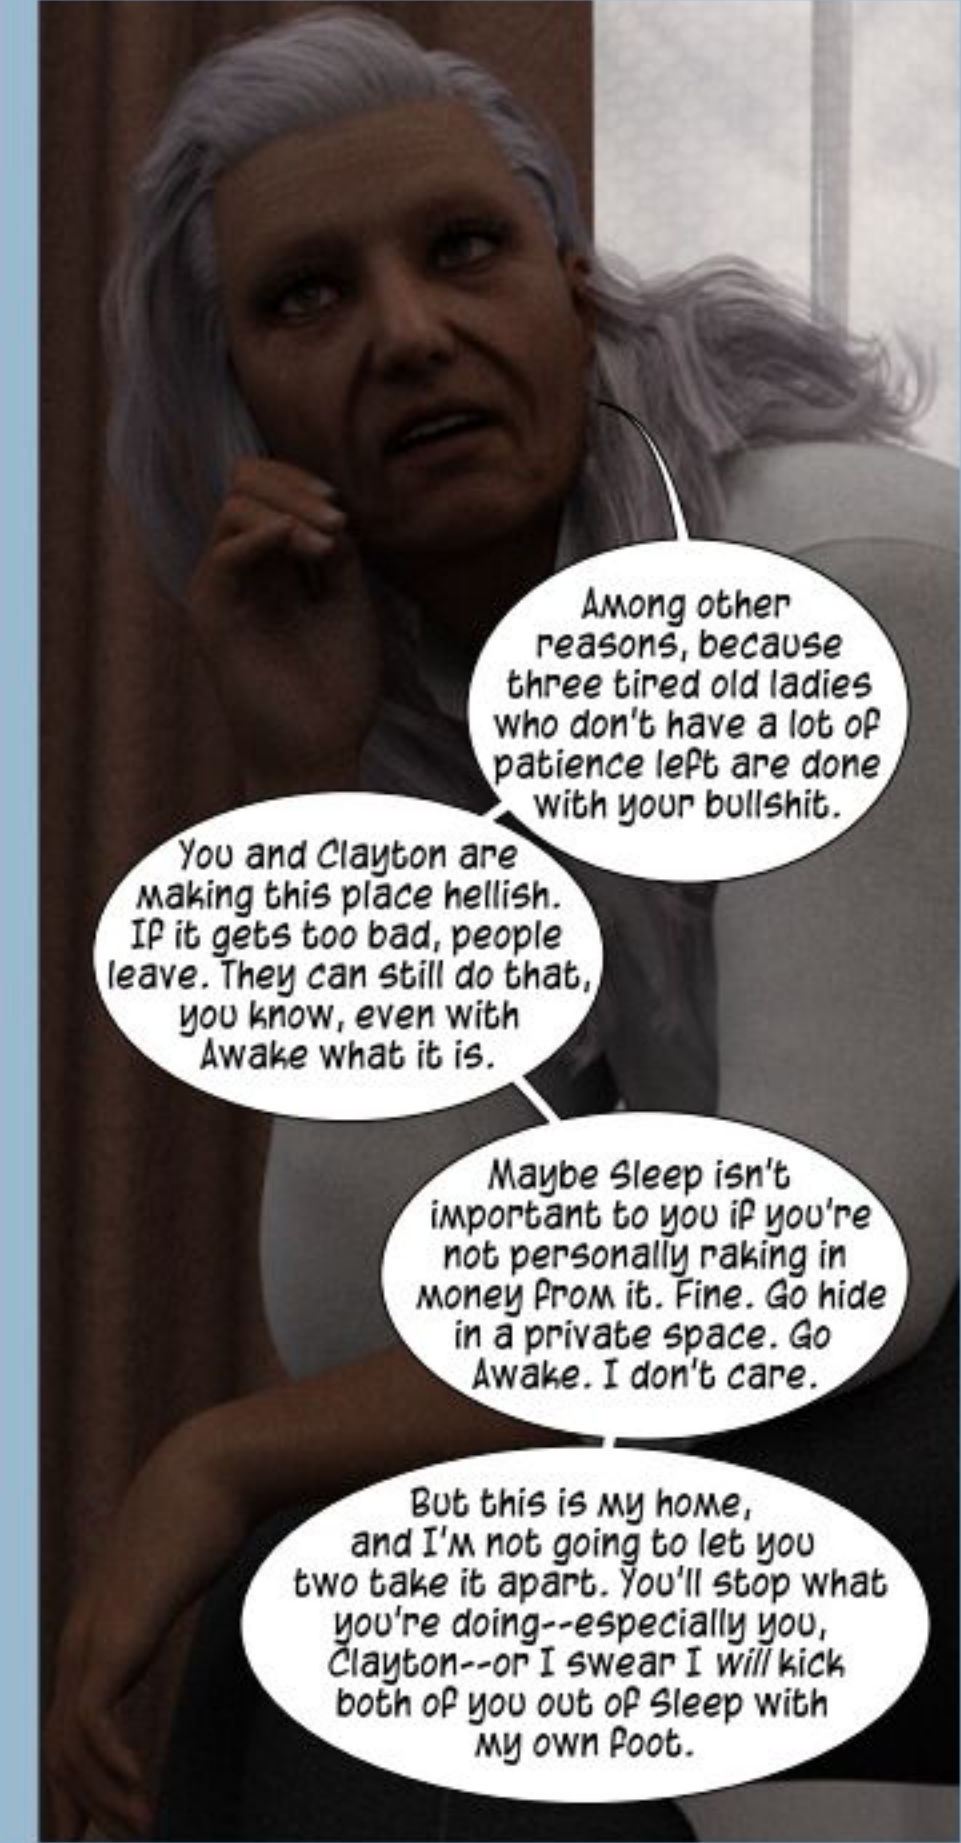 Among other
reasons, because
three tired old ladies
who don't have a lot of
patience left are done
with your bullshit.
You and Clayton are
making this place hellish.
If it gets too bad, people
leave. They can still do that,
you know, even with
Awake what it is.
Maybe Sleep isn't
important to you if you're
not personally raking in
money from it. Fine. Go hide
in a private space. Go
Awake. I don't care.
But this is my home,
and I'm not going to let you
two take it apart. You'll stop what
you're doing--especially you,
Clayton--or I swear I will kick
both of you out of Sleep with
my own foot.